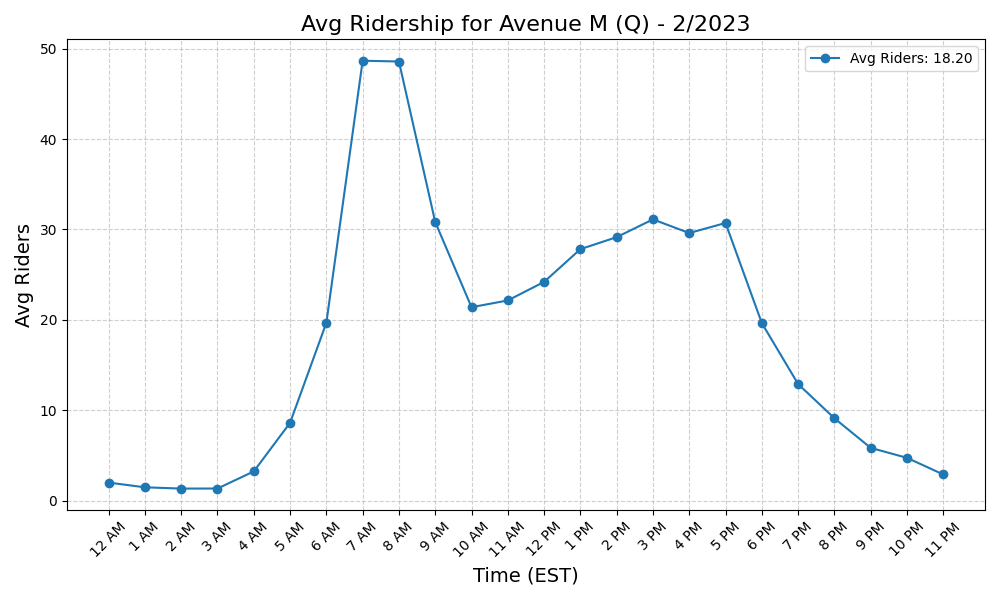 Avg Ridership for Avenue M (Q) - 2/2023
Avg Riders: 18.20
Avg Riders
50
40
30
20
10
0
12 AM
1 AM
2 AM
3 AM
4 AM
5 AM
6 AM
7 AM
8 AM
9 AM
10 AM
11 AM
12 PM
1 PM
2 PM
3 PM
4 PM
5 PM
6 PM
7 PM
8 PM
9 PM
10 PM
11 PM
Time (EST)